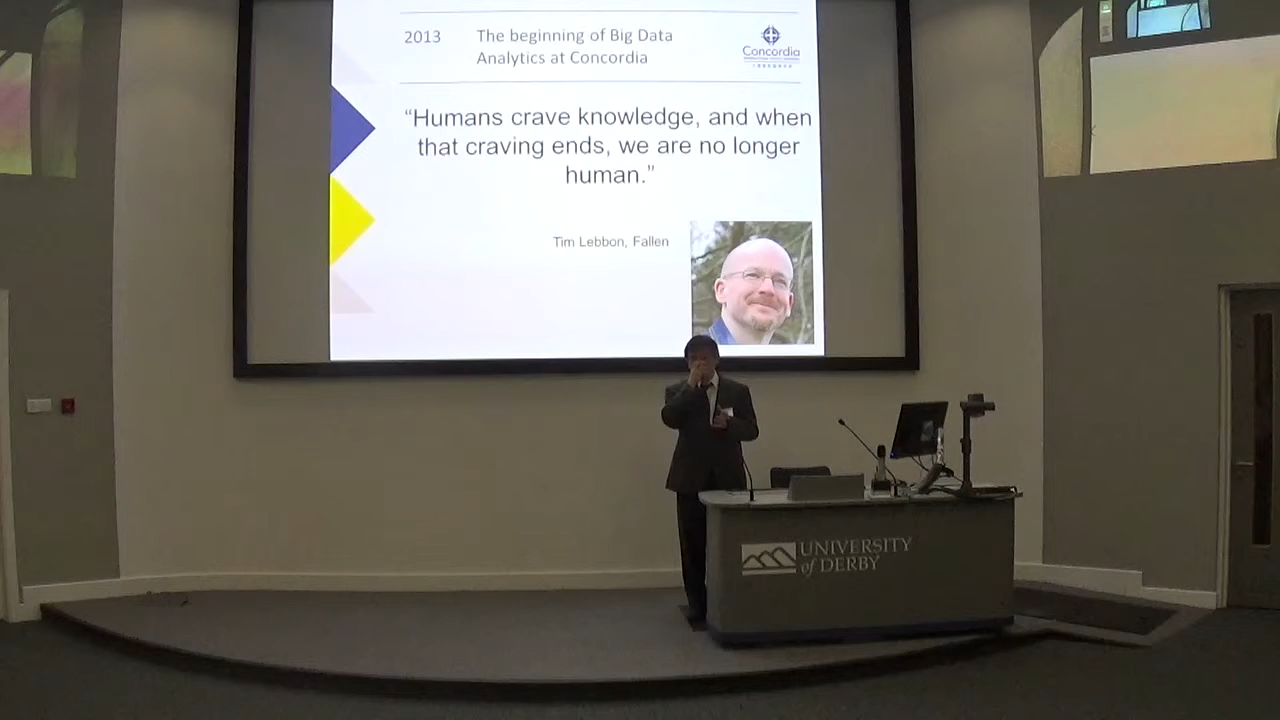 2013
The beginning of Big Data
Analytics at Concordia
Concordia
“Humans crave knowledge, and when
that craving ends, we are no longer
human.”
Tim Lebbon, Fallen
UNIVERSITY
of DERBY